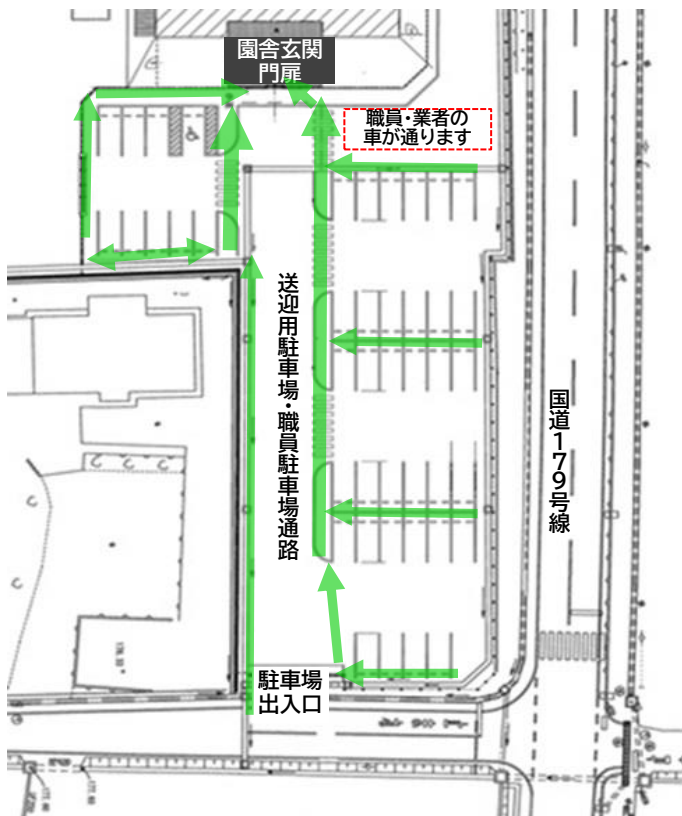 園舎玄関
門扉
職員・業者の
車が通ります
送迎用駐車場・職員駐車場通路
国道179号線
駐車場
出入口